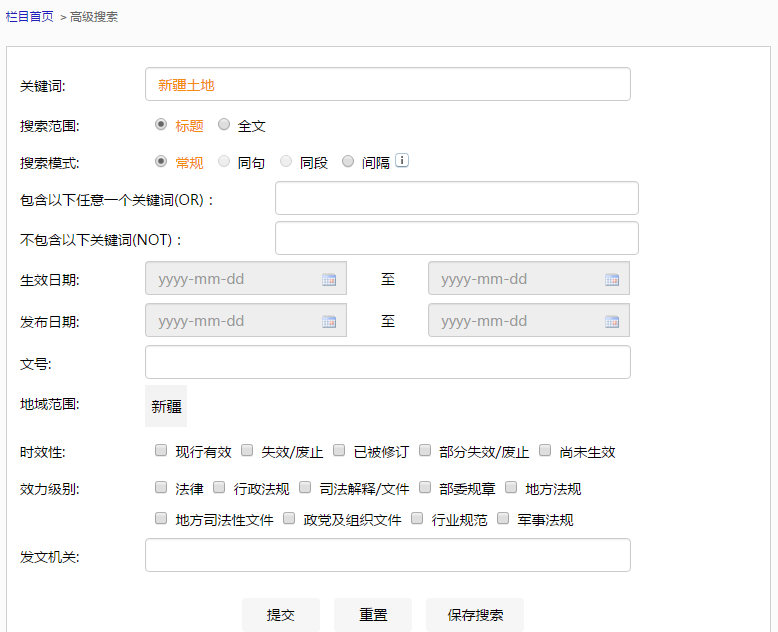 栏目首页 > 高级搜索
关键词: 新疆土地
搜索范围: 标题 全文
搜索模式: 常规 同句 同段 间隔 i
包含以下任意一个关键词(OR) :
不包含以下关键词(NOT) :
生效日期: yyyy-mm-dd 至 yyyy-mm-dd
发布日期: yyyy-mm-dd 至 yyyy-mm-dd
文号:
地域范围: 新疆
时效性: 现行有效 失效/废止 已被修订 部分失效/废止 尚未生效
效力级别: 法律 行政法规 司法解释/文件 部委规章 地方法规
地方司法性文件 政党及组织文件 行业规范 军事法规
发文机关:
提交 重置 保存搜索